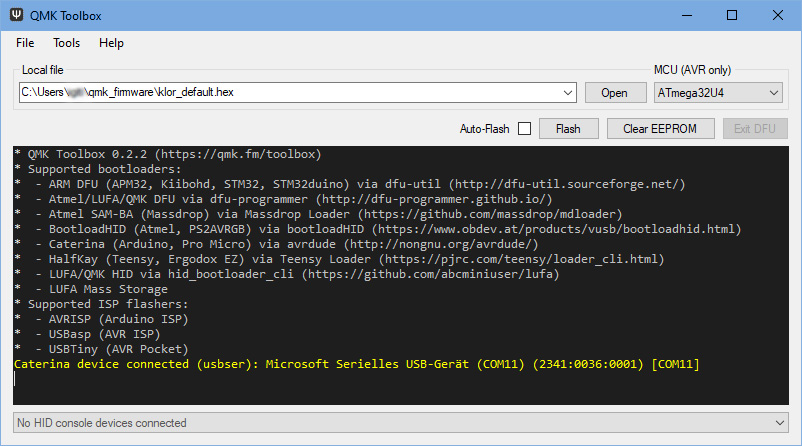 QMK Toolbox
File Tools Help
Local file
MCU (AVR only)
C:\Users\ \qmk_firmware\klor_default.hex
Open
ATmega32U4
Auto-Flash
Flash
Clear EEPROM
Exit DFU
* QMK Toolbox 0.2.2 (https://qmk.fm/toolbox)
* Supported bootloaders:
*  - ARM DFU (APM32, Kiibohd, STM32, STM32duino) via dfu-util (http://dfu-util.sourceforge.net/)
*  - Atmel/LUFA/QMK DFU via dfu-programmer (http://dfu-programmer.github.io/)
*  - Atmel SAM-BA (Massdrop) via Massdrop Loader (https://github.com/massdrop/mdloader)
*  - BootloadHID (Atmel, PS2AVRGB) via bootloadHID (https://www.obdev.at/products/vusb/bootloadhid.html)
*  - Caterina (Arduino, Pro Micro) via avrdude (http://nongnu.org/avrdude/)
*  - HalfKay (Teensy, Ergodox EZ) via Teensy Loader (https://pjrc.com/teensy/loader_cli.html)
*  - LUFA/QMK HID via hid_bootloader_cli (https://github.com/abcminiuser/lufa)
*  - LUFA Mass Storage
* Supported ISP flashers:
*  - AVRISP (Arduino ISP)
*  - USBasp (AVR ISP)
*  - USBTiny (AVR Pocket)
Caterina device connected (usbser): Microsoft Serielles USB-Gerät (COM11) (2341:0036:0001) [COM11]
No HID console devices connected